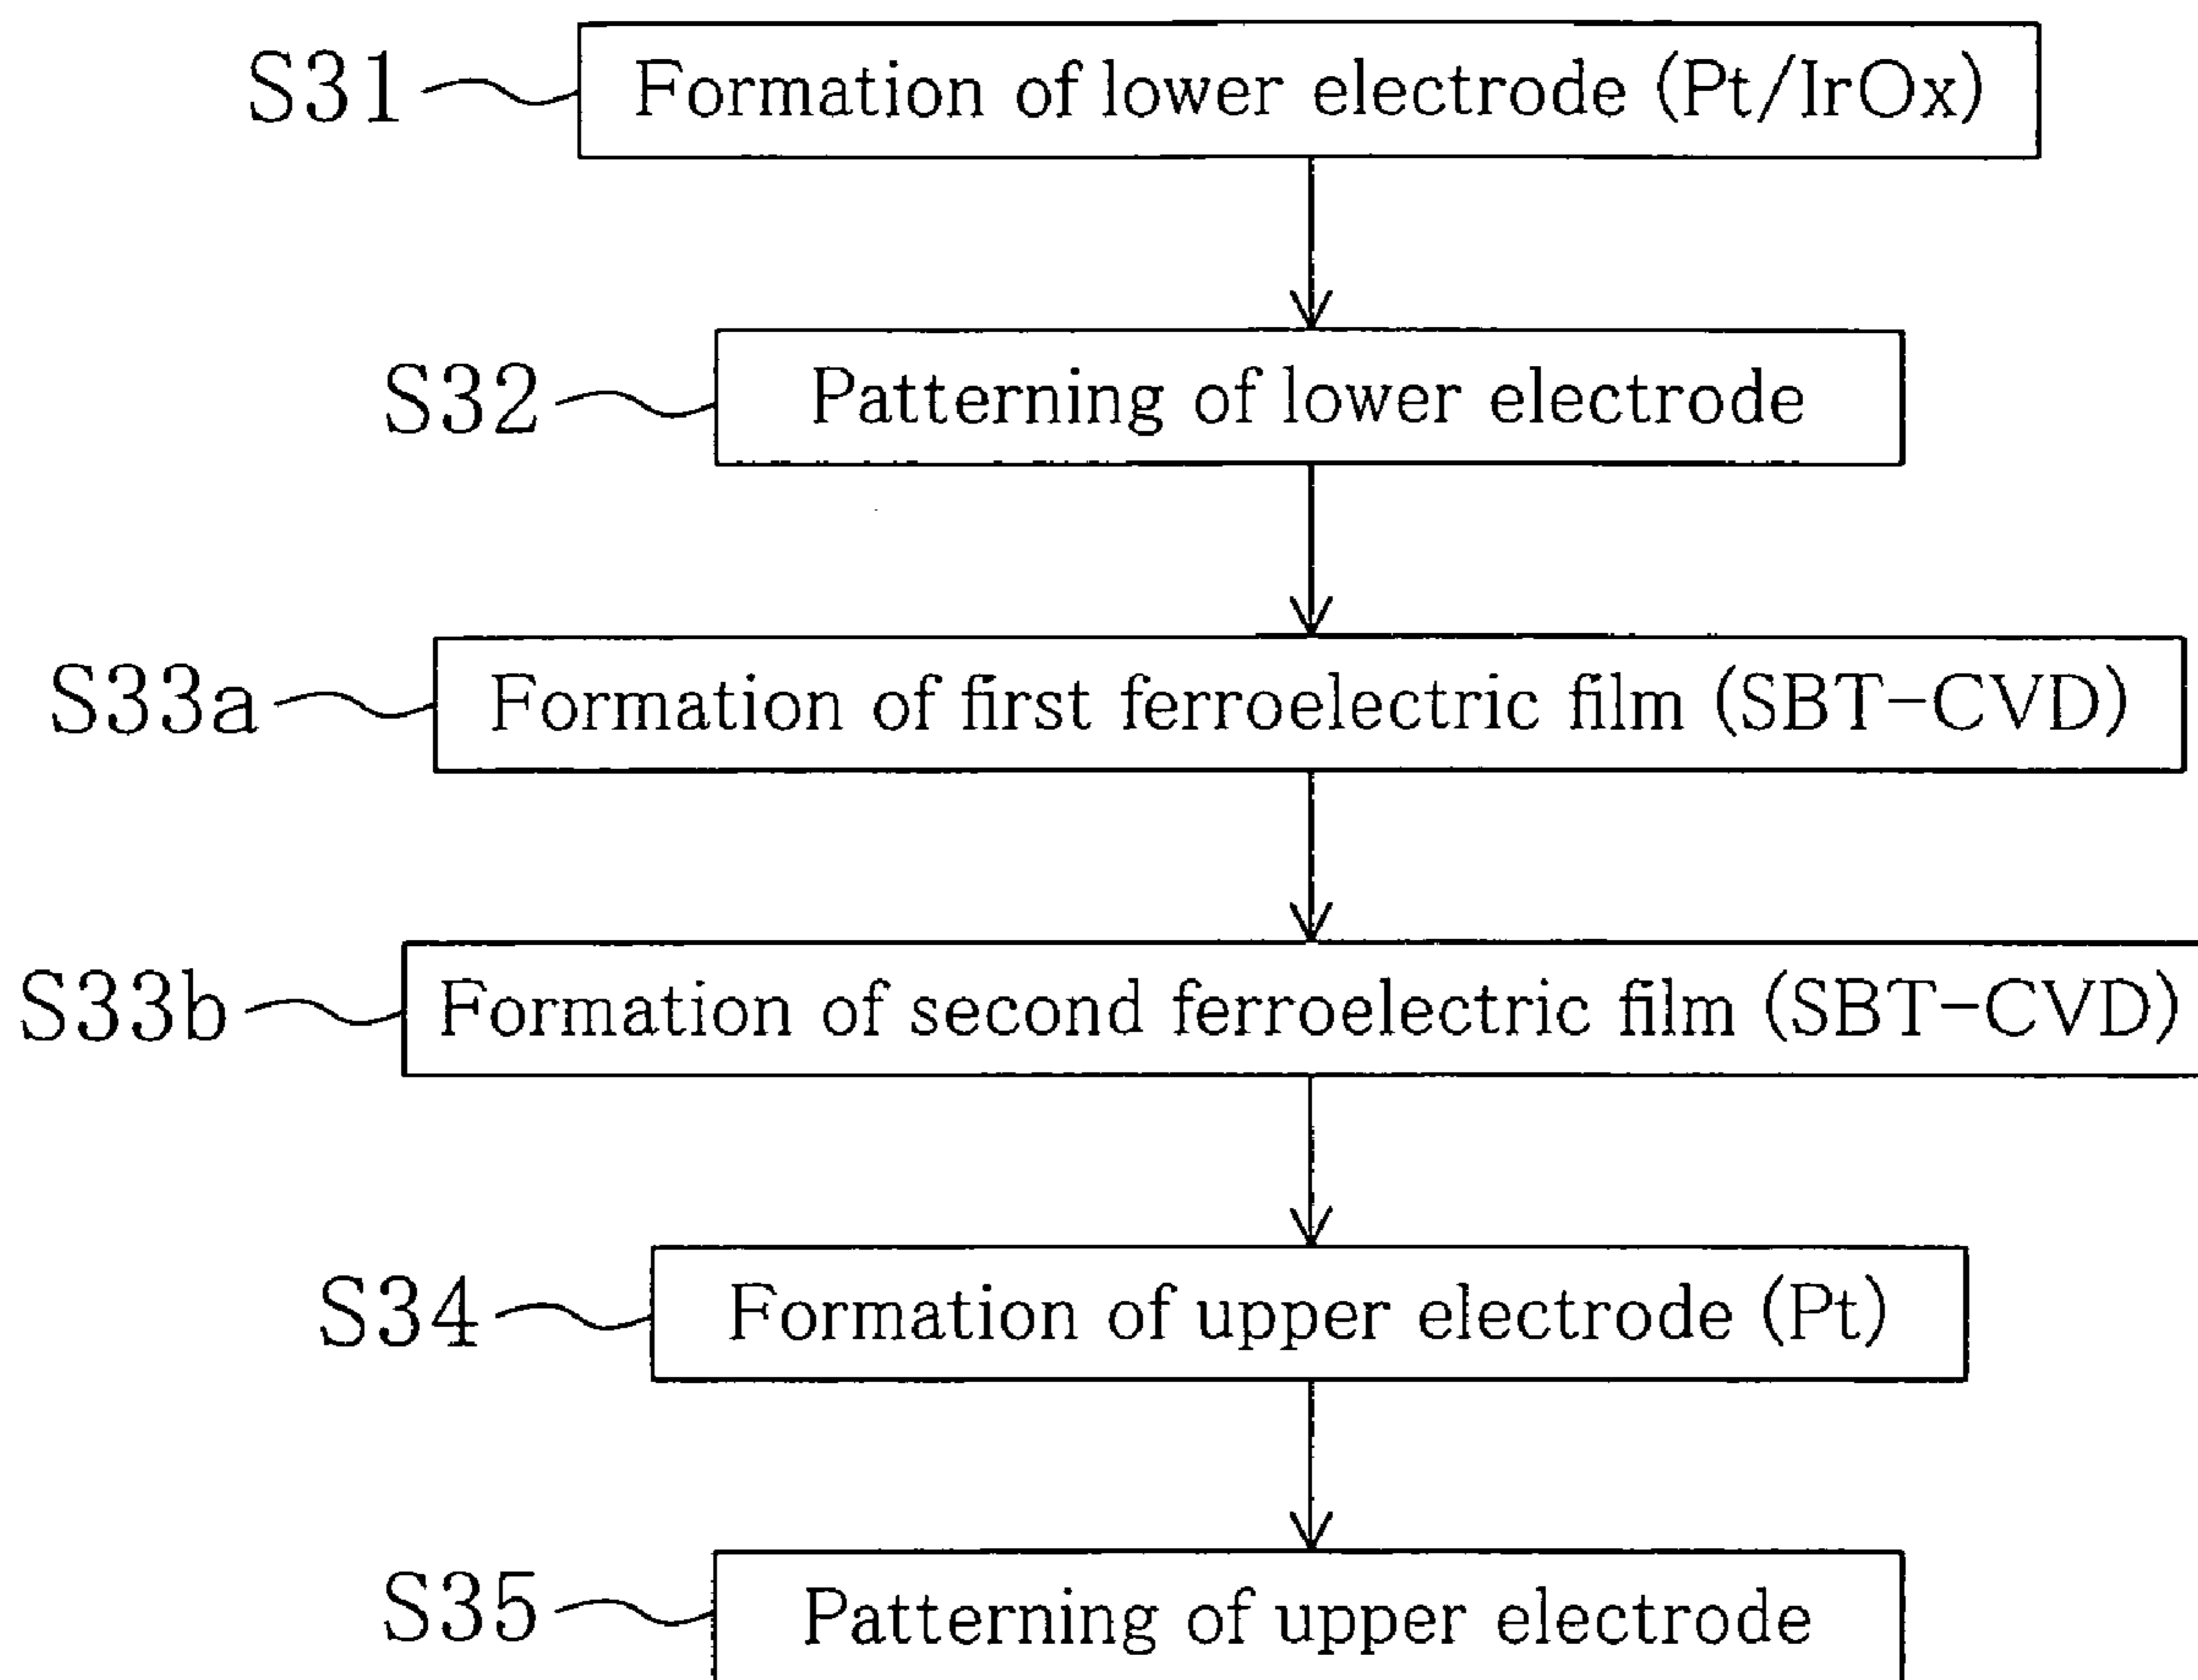 S31 Formation of lower electrode (Pt/IrOx)
S32 Patterning of lower electrode
S33a Formation of first ferroelectric film (SBT-CVD)
S33b Formation of second ferroelectric film (SBT-CVD)
S34 Formation of upper electrode (Pt)
S35 Patterning of upper electrode